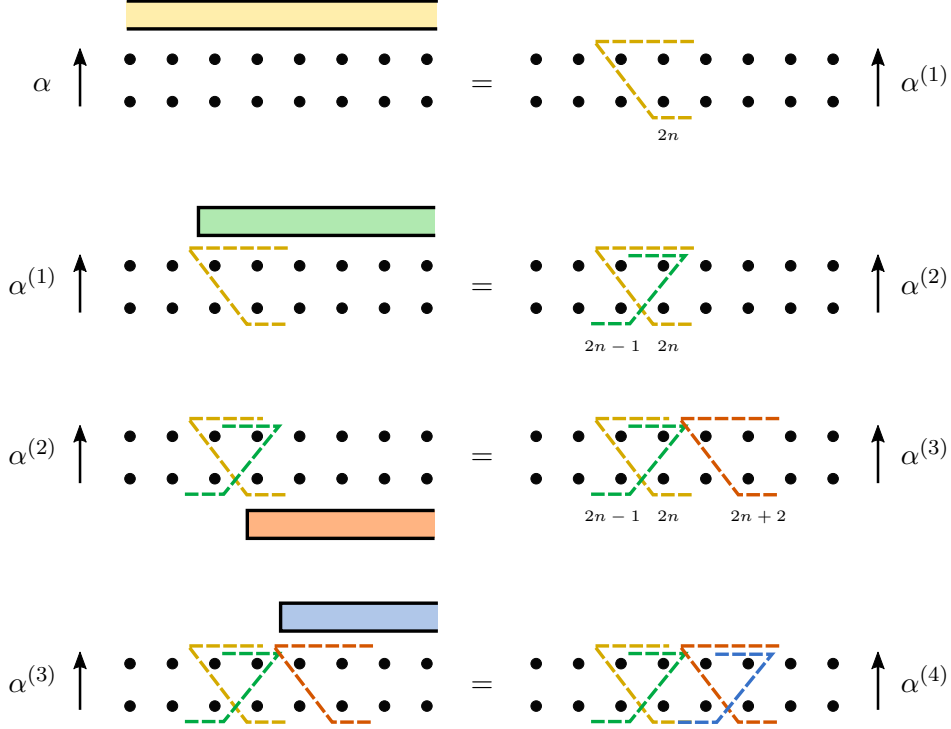 α = α^{(1)}
2n
α^{(1)} = α^{(2)}
2n − 1 2n
α^{(2)} = α^{(3)}
2n − 1 2n 2n + 2
α^{(3)} = α^{(4)}